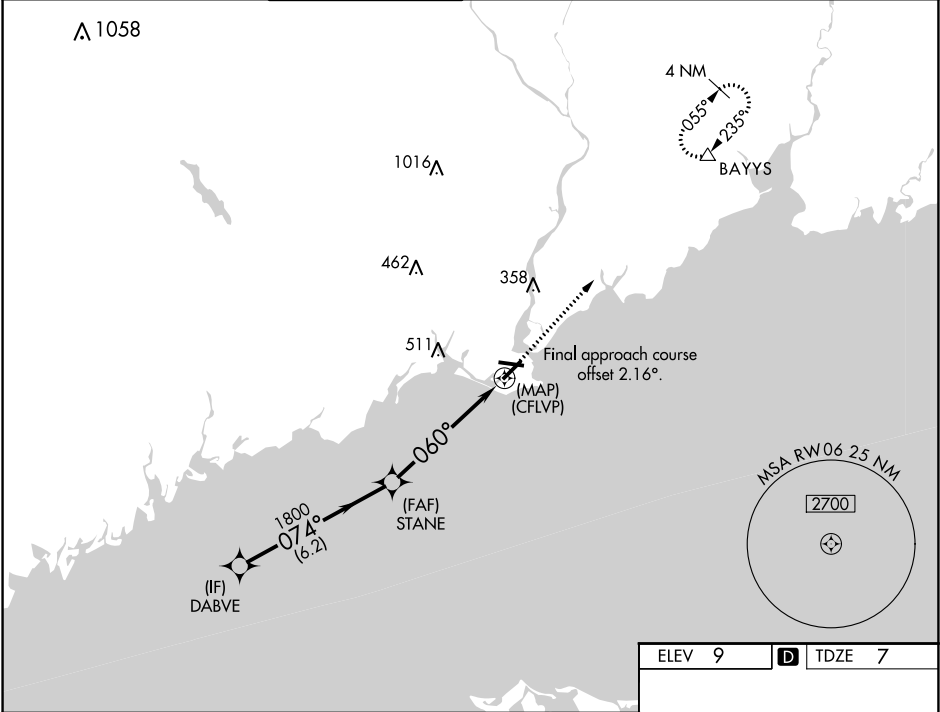 1058
4 NM
055°
235°
BAYYS
1016
462
358
511
Final approach course
offset 2.16°.
(MAP)
(CFLVP)
060°
(FAF)
STANE
1800
074°
(6.2)
(IF)
DABVE
MSA RW06 25 NM
2700
ELEV 9 D TDZE 7